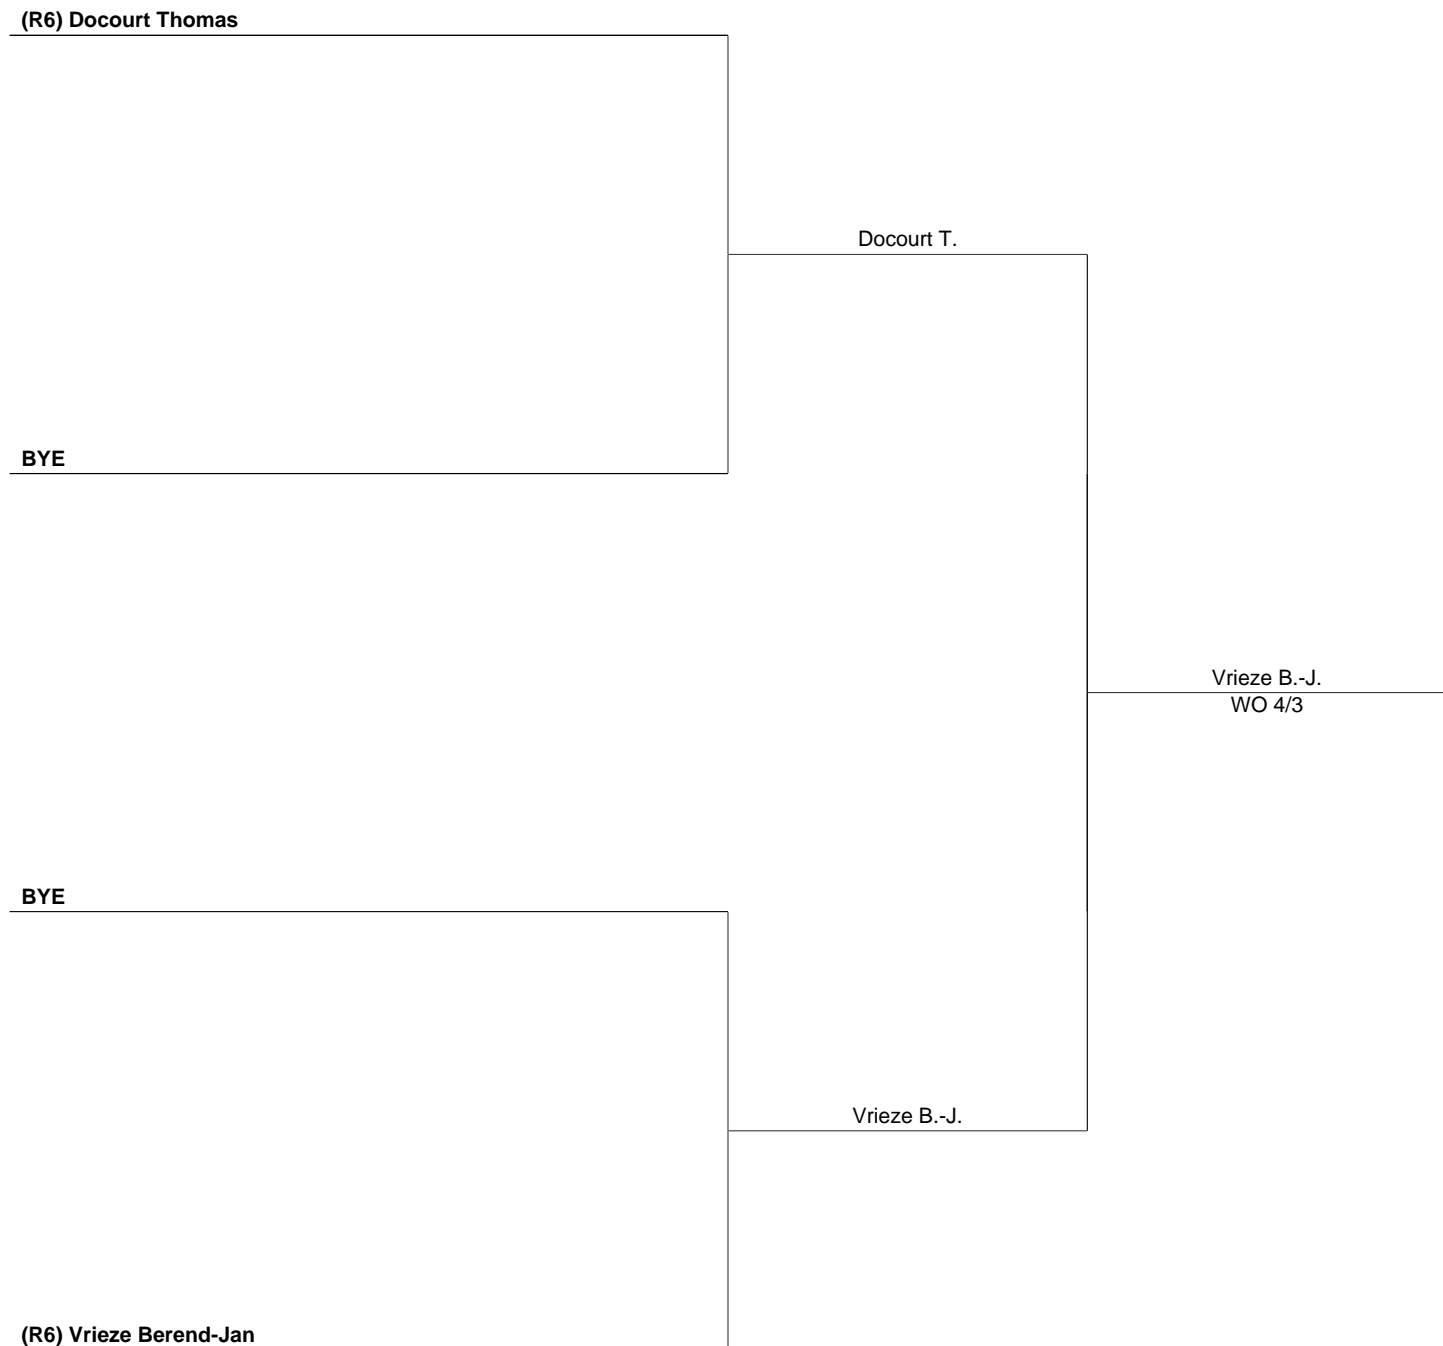 (R6) Docourt Thomas
Docourt T.
BYE
Vrieze B.-J.
WO 4/3
BYE
Vrieze B.-J.
(R6) Vrieze Berend-Jan